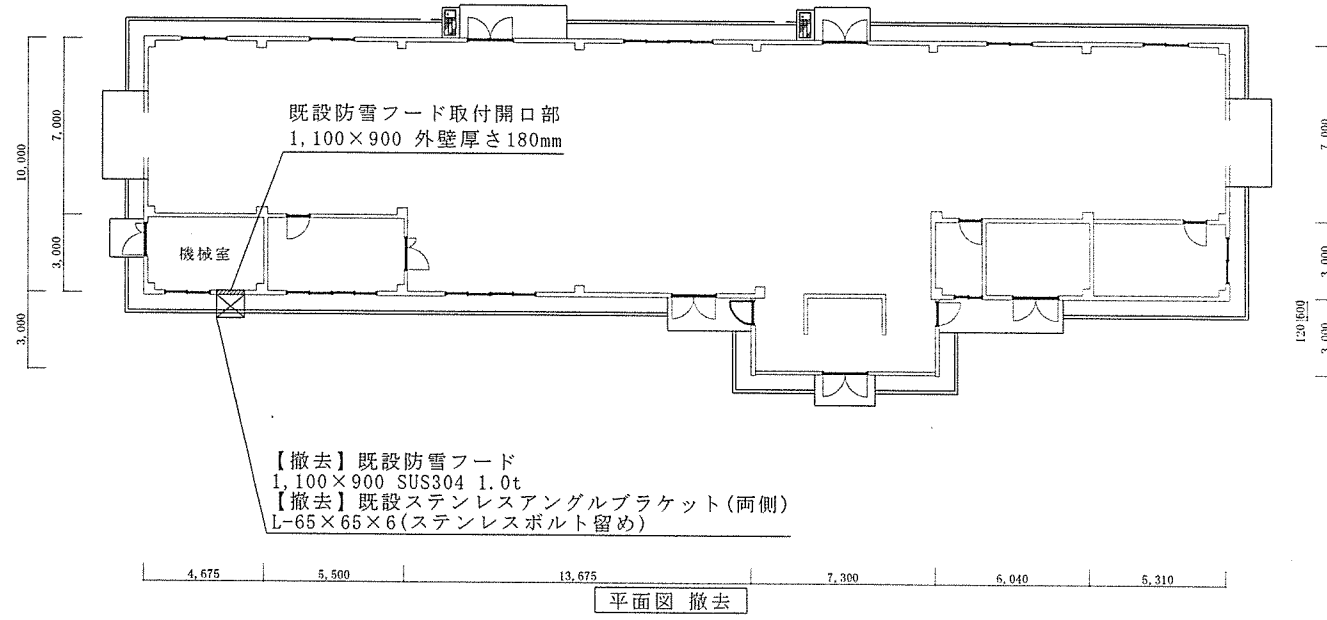 既設防雪フード取付開口部
1,100×900 外壁厚さ180mm
10,000
7,000
3,000
3,000
機械室
7,000
3,000
120
600
3,000
【撤去】既設防雪フード
1,100×900 SUS304 1.0t
【撤去】既設ステンレスアングルブラケット(両側)
L-65×65×6(ステンレスボルト留め)
4,675
5,500
13,675
7,300
6,040
5,310
平面図 撤去